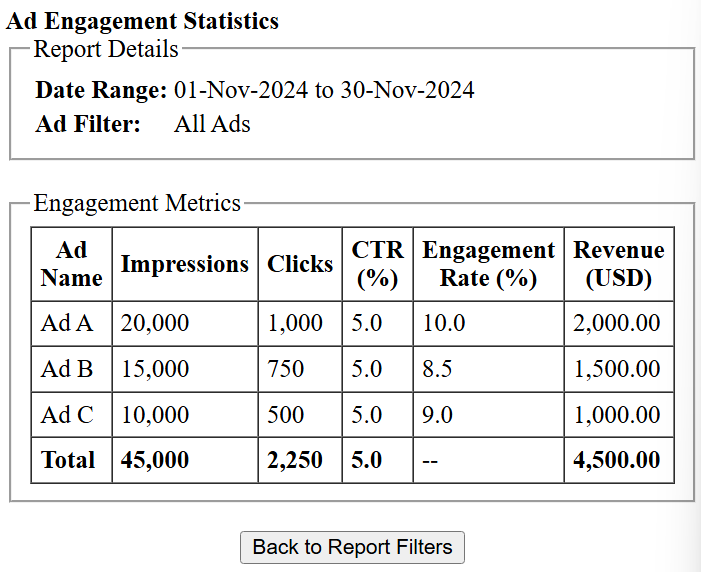 Ad Engagement Statistics
Report Details
Date Range: 01-Nov-2024 to 30-Nov-2024
Ad Filter: All Ads
Engagement Metrics
Ad Name Impressions Clicks CTR (%) Engagement Rate (%) Revenue (USD)
Ad A 20,000 1,000 5.0 10.0 2,000.00
Ad B 15,000 750 5.0 8.5 1,500.00
Ad C 10,000 500 5.0 9.0 1,000.00
Total 45,000 2,250 5.0 -- 4,500.00
Back to Report Filters